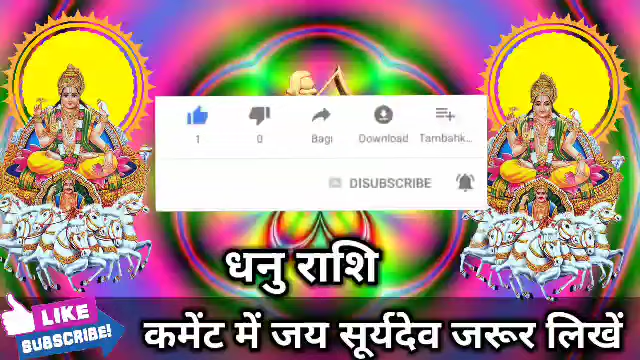 1 0 Bagi Download Tambahk...
DISUBSCRIBE
धनु राशि
LIKE
SUBSCRIBE!
कमेंट में जय सूर्यदेव जरूर लिखें